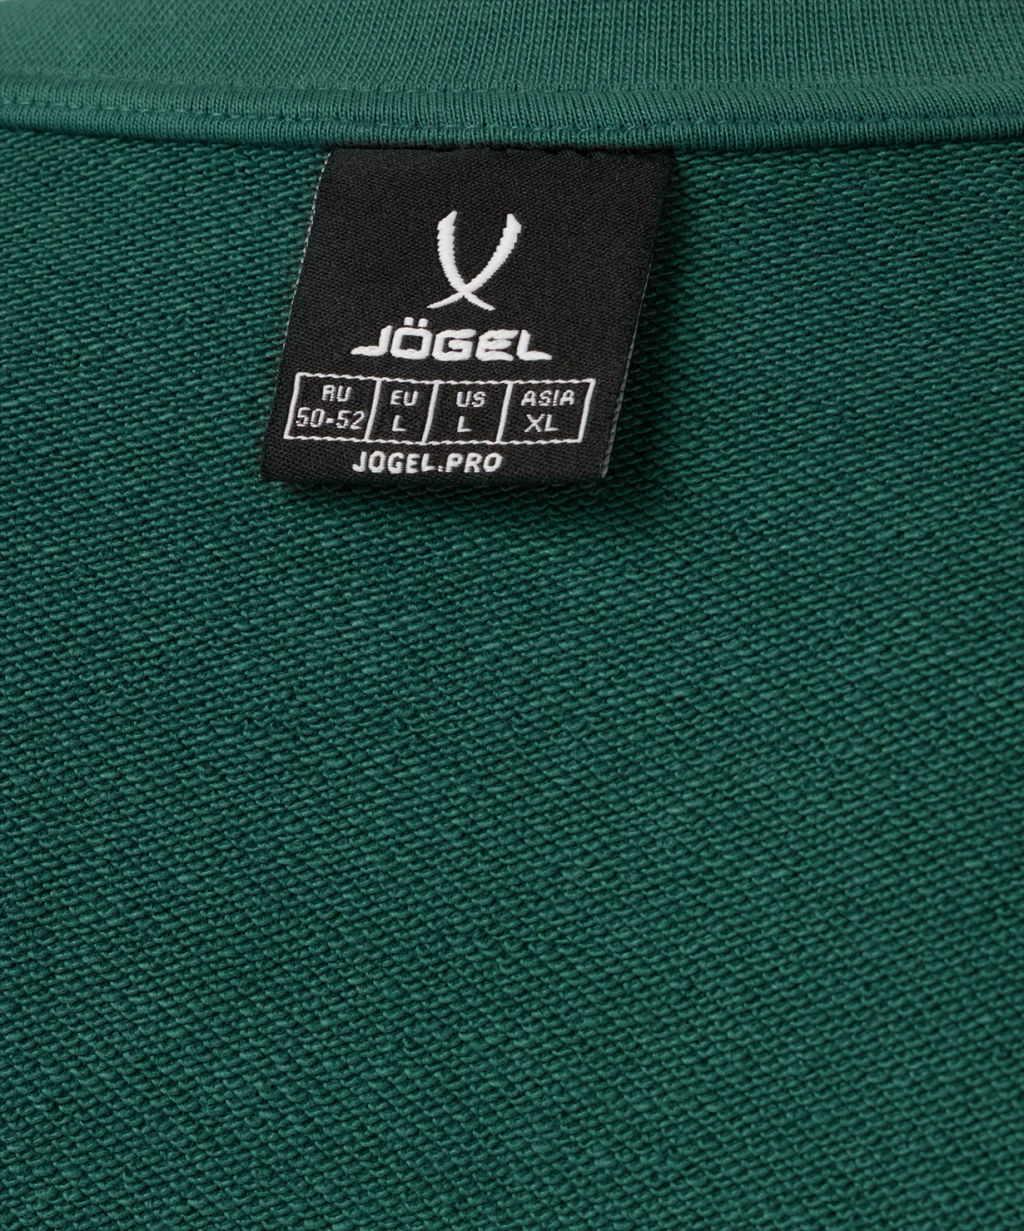 JÖGEL
RU EU US ASIA
50-52 L L XL
JOGEL.PRO